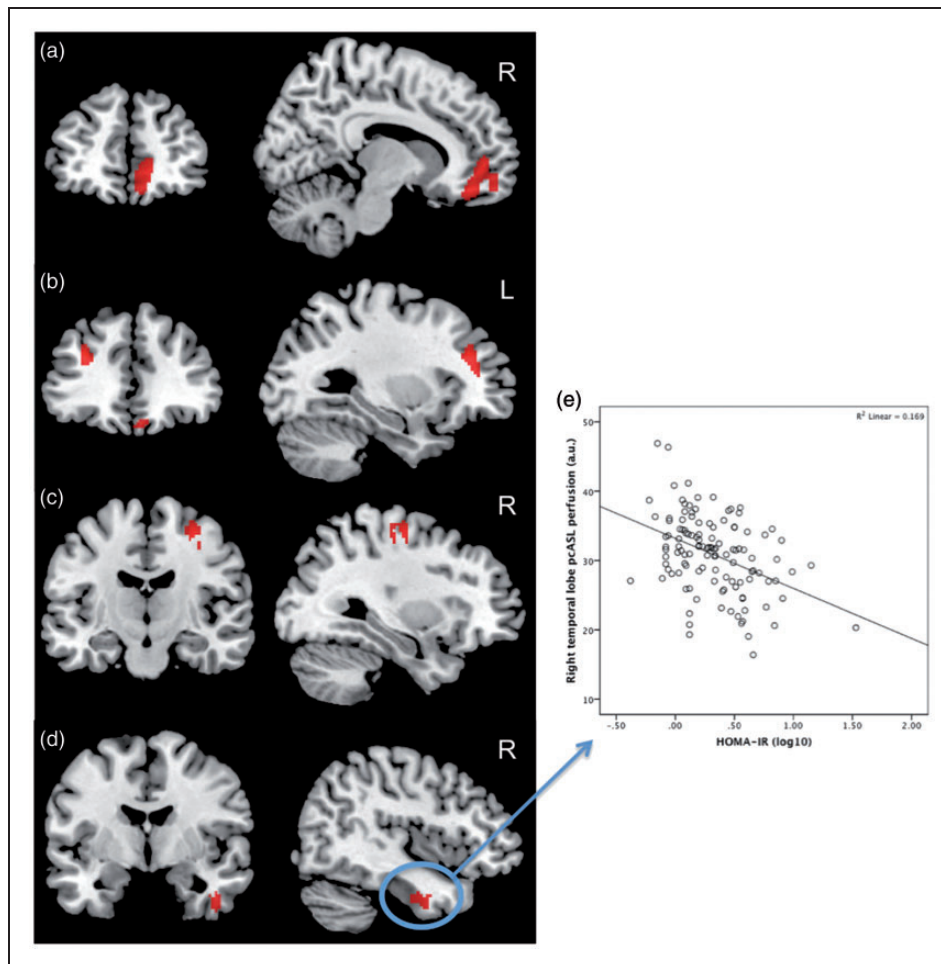 (a)
R
(b)
L
(c)
R
(d)
R
(e)
R² Linear = 0.169
Right temporal lobe pcASL perfusion (a.u.)
50
40
30
20
10
-.50 .00 .50 1.00 1.50 2.00
HOMA-IR (log10)